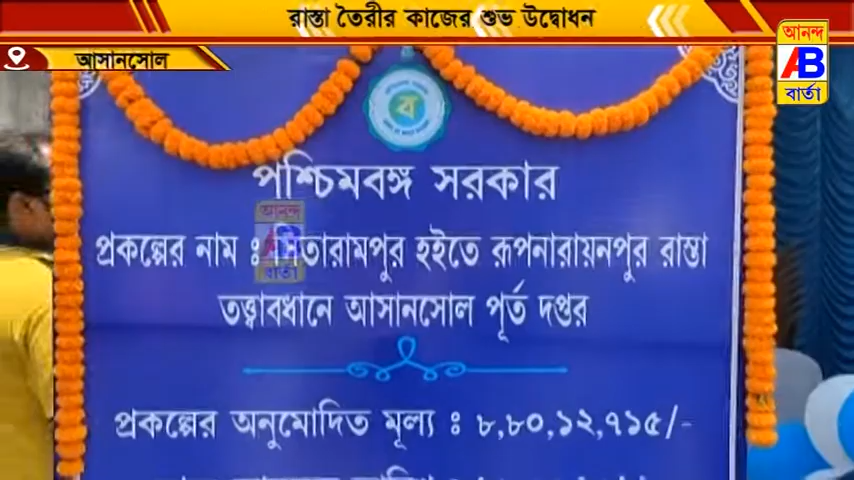 রাস্তা তৈরীর কাজের শুভ উদ্বোধন
আসানসোল
আনন্দ
AB
বার্তা
পশ্চিমবঙ্গ সরকার
প্রকল্পের নাম : নিতারামপুর হইতে রূপনারায়নপুর রাস্তা
তত্ত্বাবধানে আসানসোল পূর্ত দপ্তর
প্রকল্পের অনুমোদিত মূল্য : ৮,৮০,১২,৭১৫/-